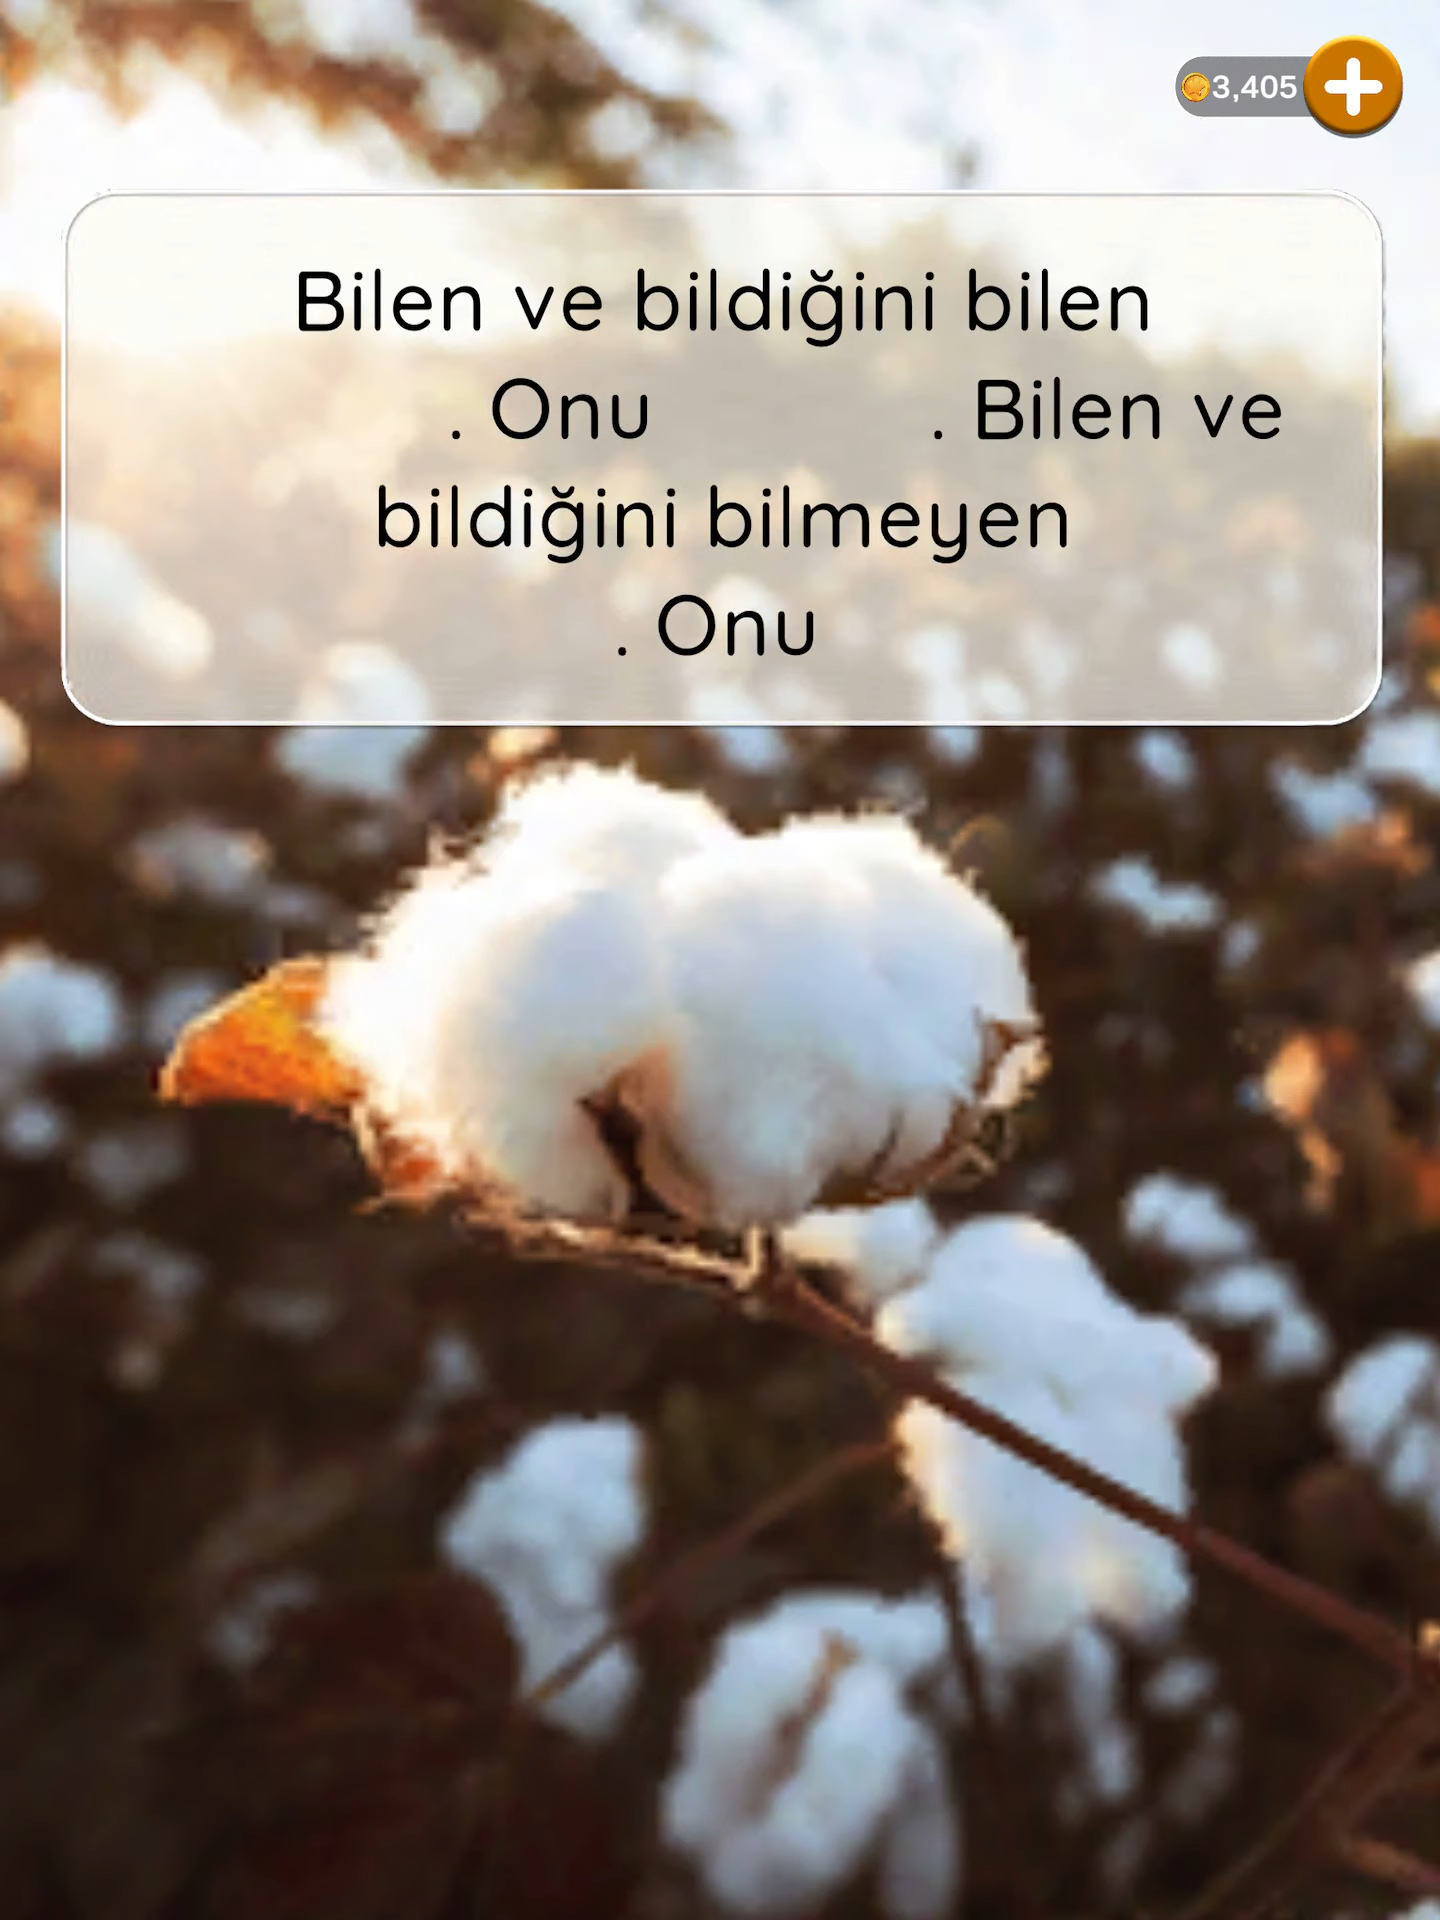 3,405
Bilen ve bildiğini bilen
. Onu . Bilen ve
bildiğini bilmeyen
. Onu